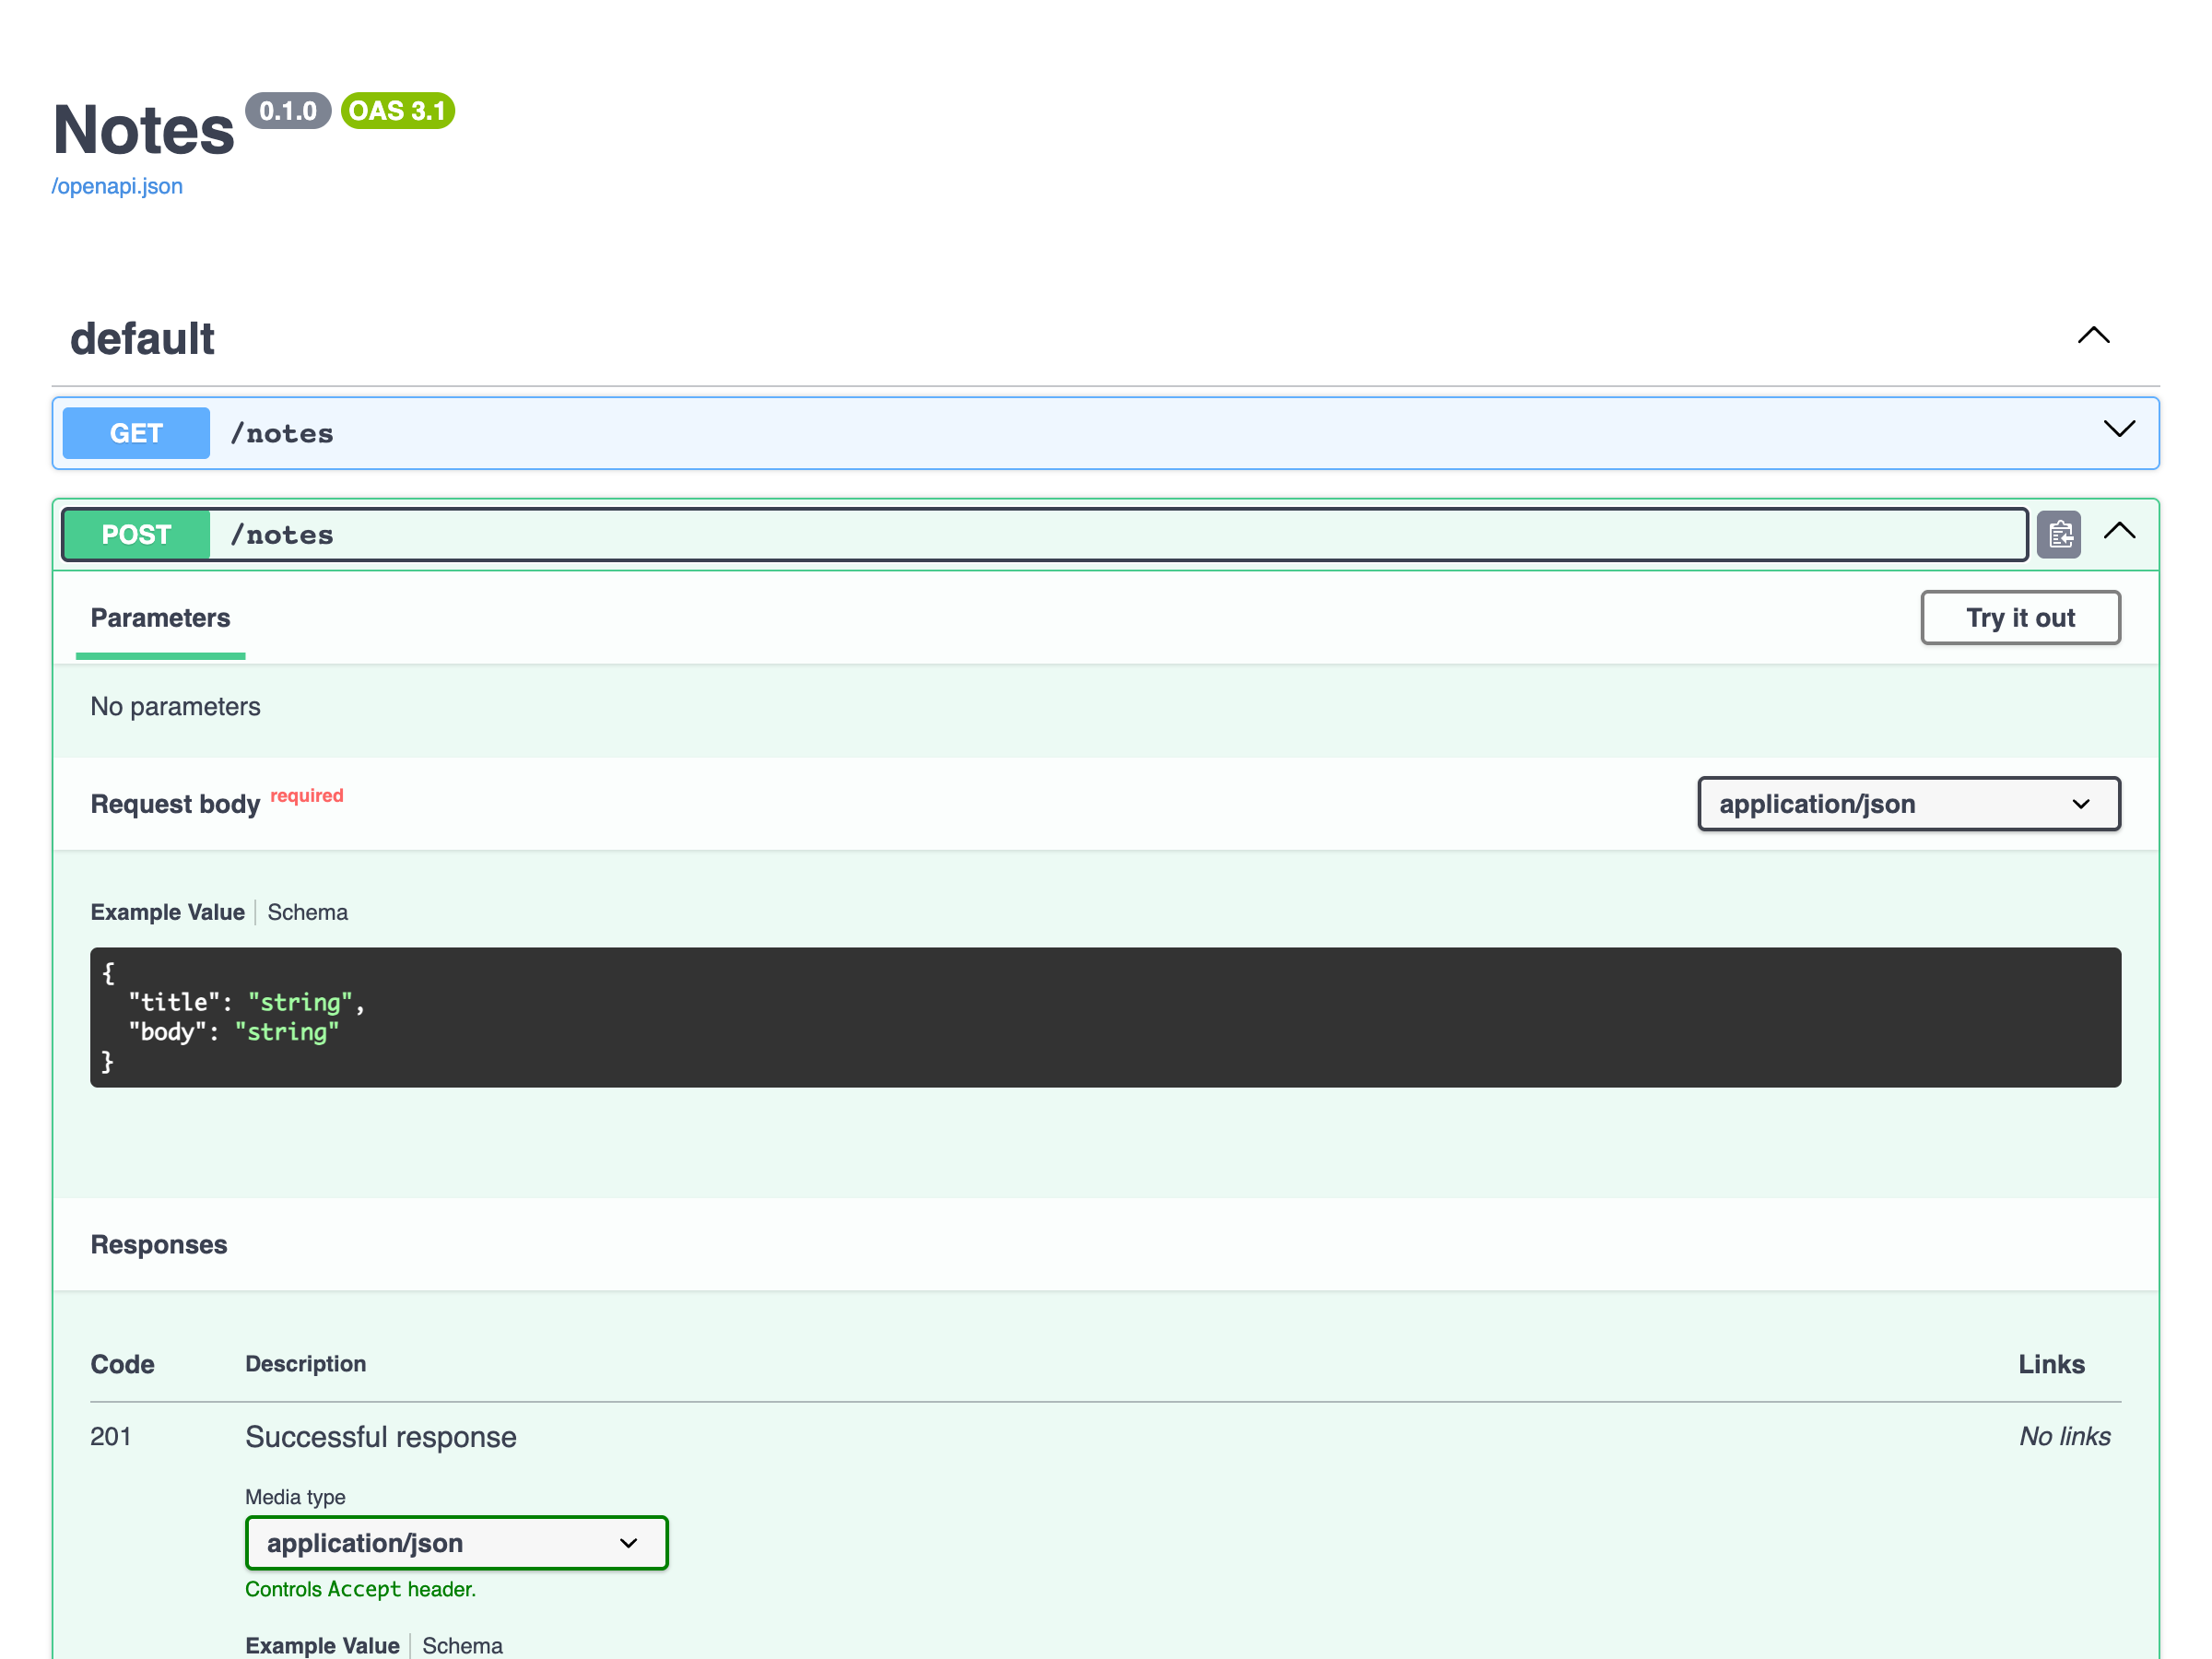 Notes 0.1.0 OAS 3.1
/openapi.json
default
GET /notes
POST /notes
Parameters Try it out
No parameters
Request body required application/json
Example Value Schema
{
  "title": "string",
  "body": "string"
}
Responses
Code Description Links
201 Successful response No links
Media type
application/json
Controls Accept header.
Example Value Schema